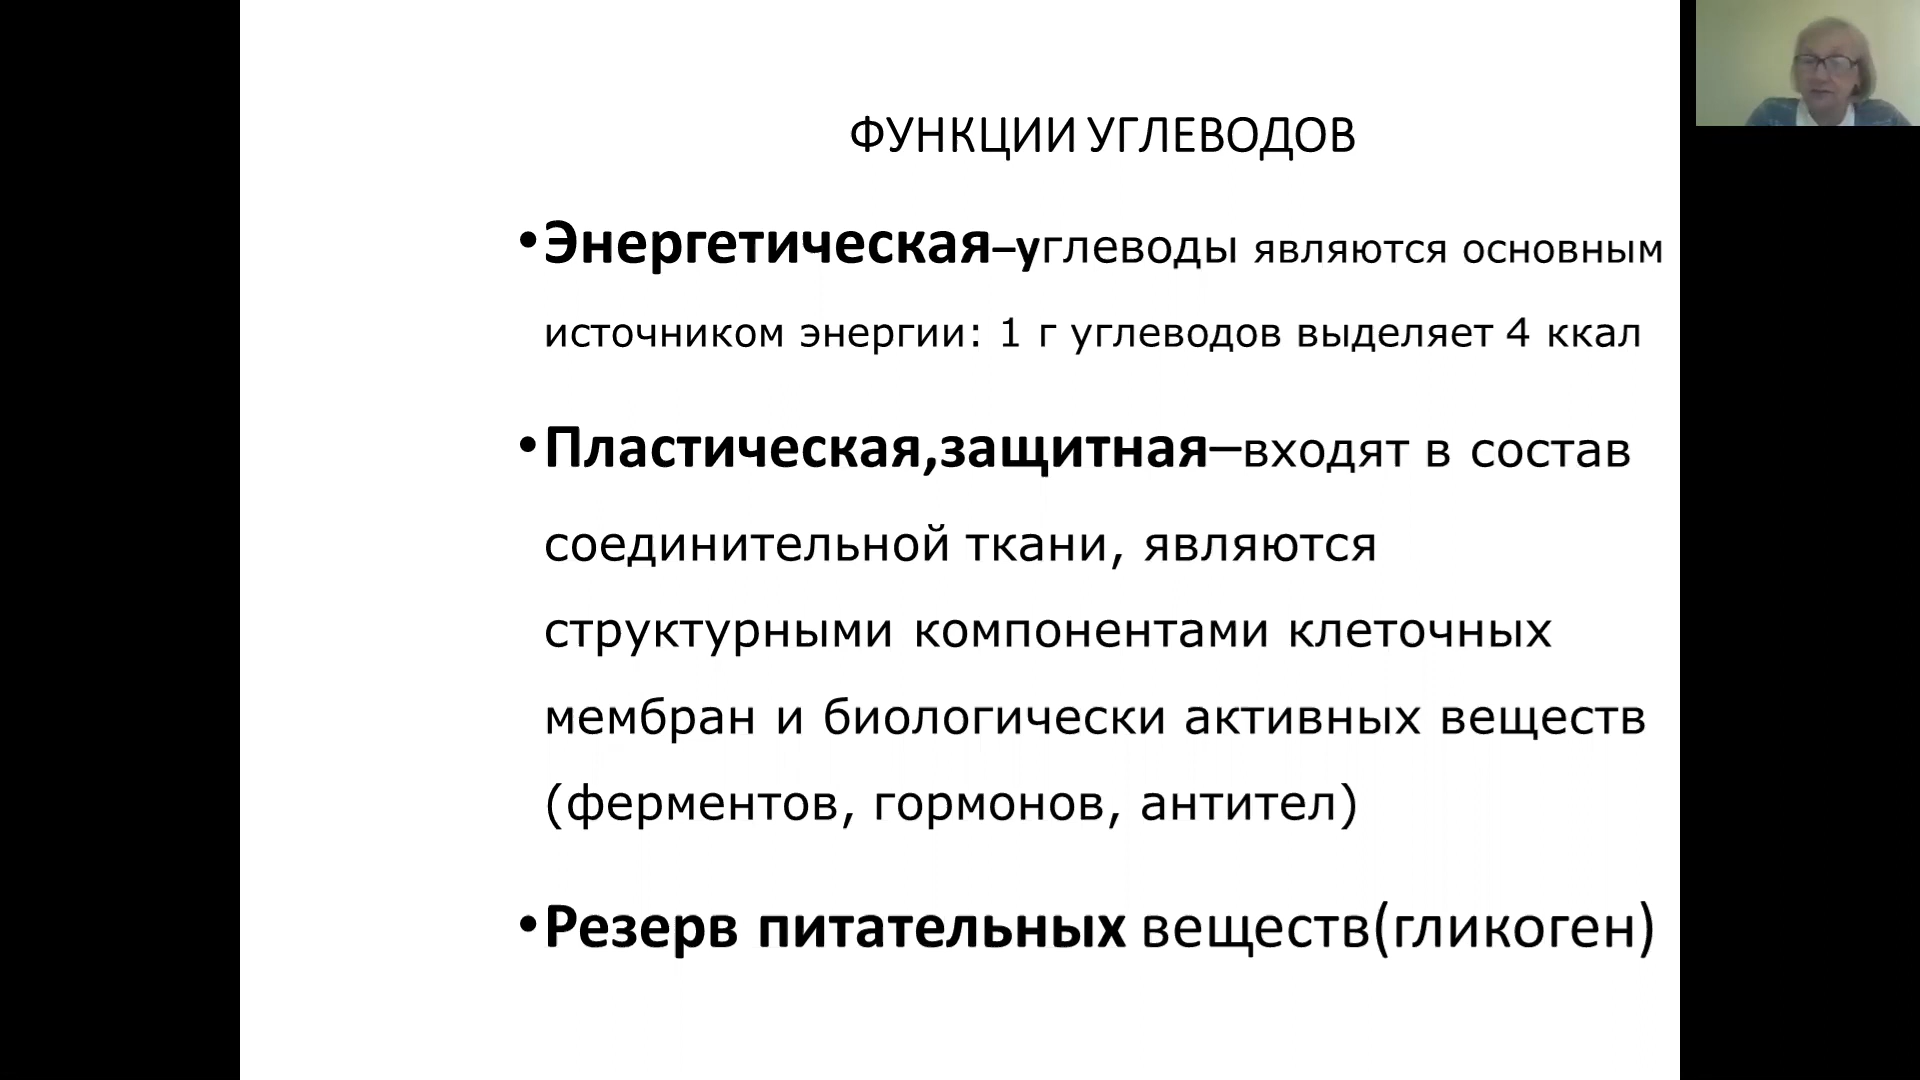 ФУНКЦИИ УГЛЕВОДОВ
•Энергетическая–углеводы являются основным
источником энергии: 1 г углеводов выделяет 4 ккал
•Пластическая,защитная–входят в состав
соединительной ткани, являются
структурными компонентами клеточных
мембран и биологически активных веществ
(ферментов, гормонов, антител)
•Резерв питательных веществ(гликоген)